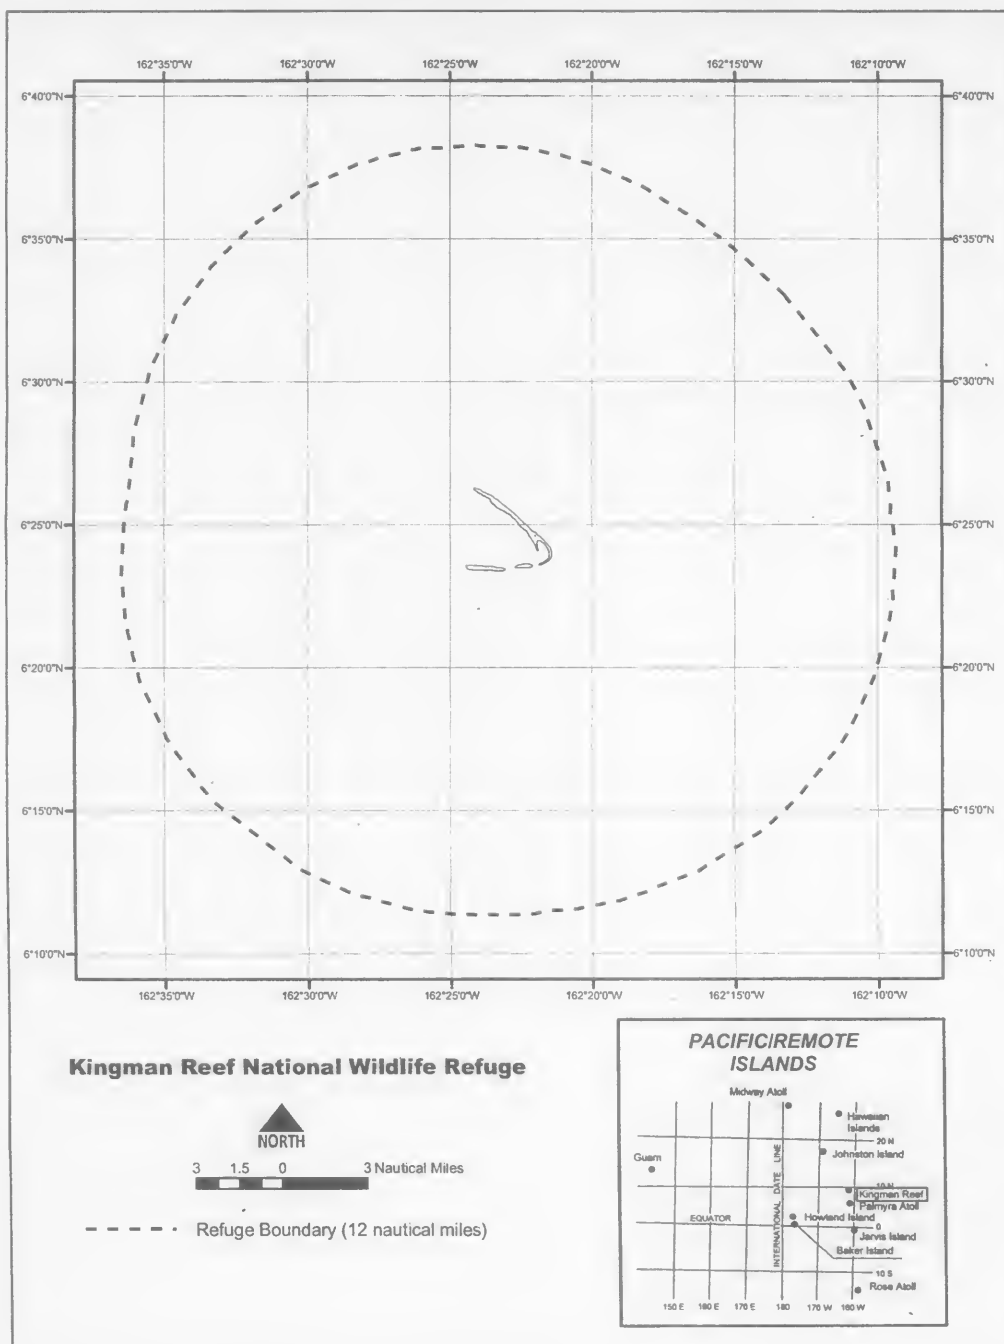 162°35'0"W 162°30'0"W 162°25'0"W 162°20'0"W 162°15'0"W 162°10'0"W
6°40'0"N 6°40'0"N
6°35'0"N 6°35'0"N
6°30'0"N 6°30'0"N
6°25'0"N 6°25'0"N
6°20'0"N 6°20'0"N
6°15'0"N 6°15'0"N
6°10'0"N 6°10'0"N
162°35'0"W 162°30'0"W 162°25'0"W 162°20'0"W 162°15'0"W 162°10'0"W
Kingman Reef National Wildlife Refuge
NORTH
3 1.5 0 3 Nautical Miles
Refuge Boundary (12 nautical miles)
PACIFIC/REMOTE
ISLANDS
Midway Atoll
Hawaiian
Islands
20 N
Johnston Island
Guam
INTERNATIONAL DATE LINE
10 N
Kingman Reef
Palmyra Atoll
EQUATOR
Howland Island
0
Jarvis Island
Baker Island
10 S
Rose Atoll
150 E 160 E 170 E 180 170 W 160 W